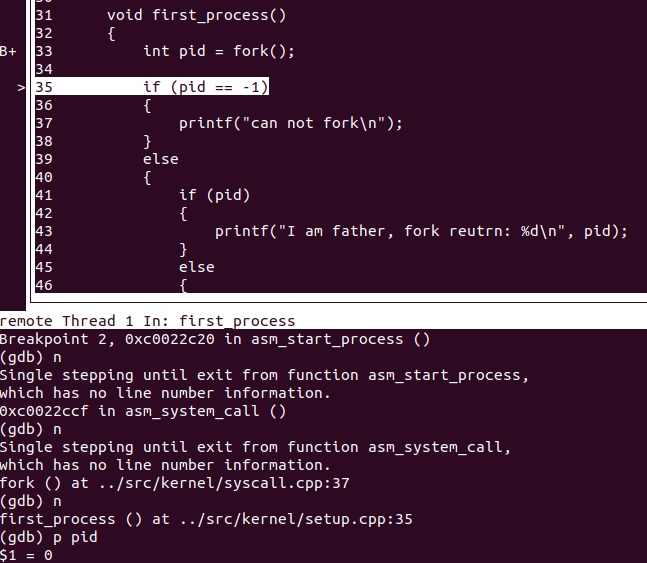 31 void first_process()
32 {
B+ 33 int pid = fork();
34
> 35 if (pid == -1)
36 {
37 printf("can not fork\n");
38 }
39 else
40 {
41 if (pid)
42 {
43 printf("I am father, fork reutrn: %d\n", pid);
44 }
45 else
46 {
remote Thread 1 In: first_process
Breakpoint 2, 0xc0022c20 in asm_start_process ()
(gdb) n
Single stepping until exit from function asm_start_process,
which has no line number information.
0xc0022ccf in asm_system_call ()
(gdb) n
Single stepping until exit from function asm_system_call,
which has no line number information.
fork () at ../src/kernel/syscall.cpp:37
(gdb) n
first_process () at ../src/kernel/setup.cpp:35
(gdb) p pid
$1 = 0